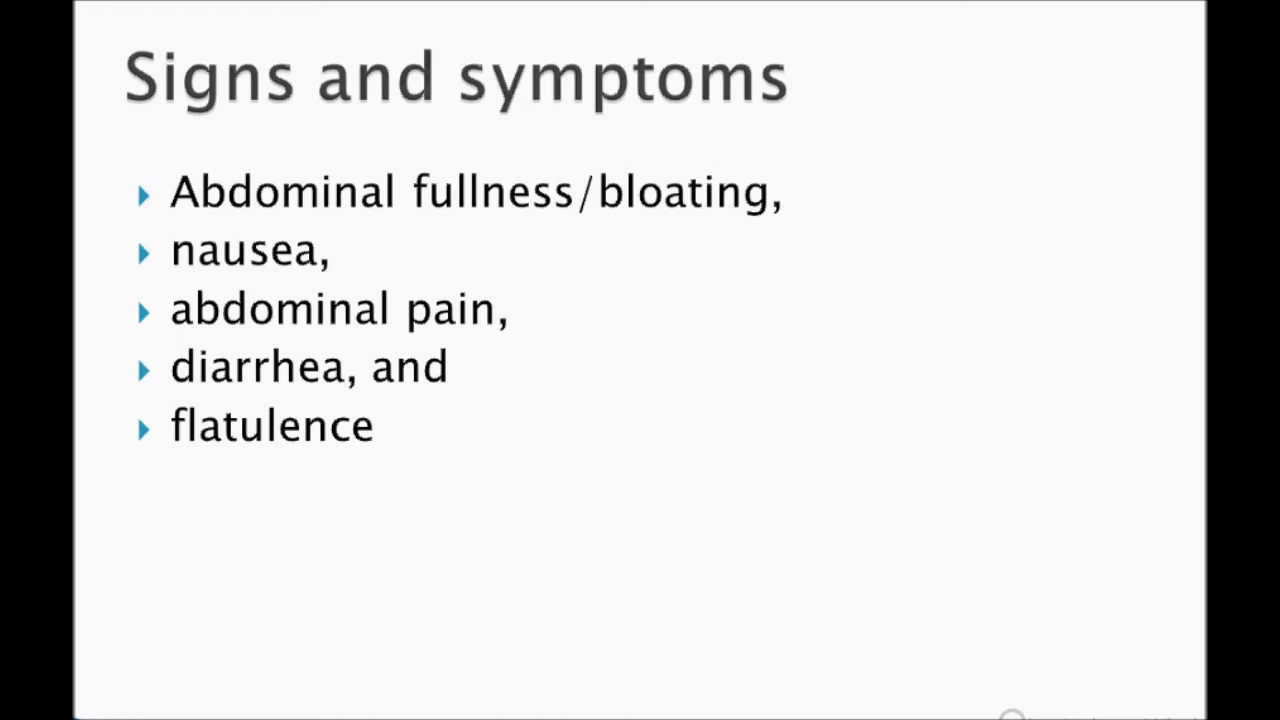 Signs and symptoms
Abdominal fullness/bloating,
nausea,
abdominal pain,
diarrhea, and
flatulence